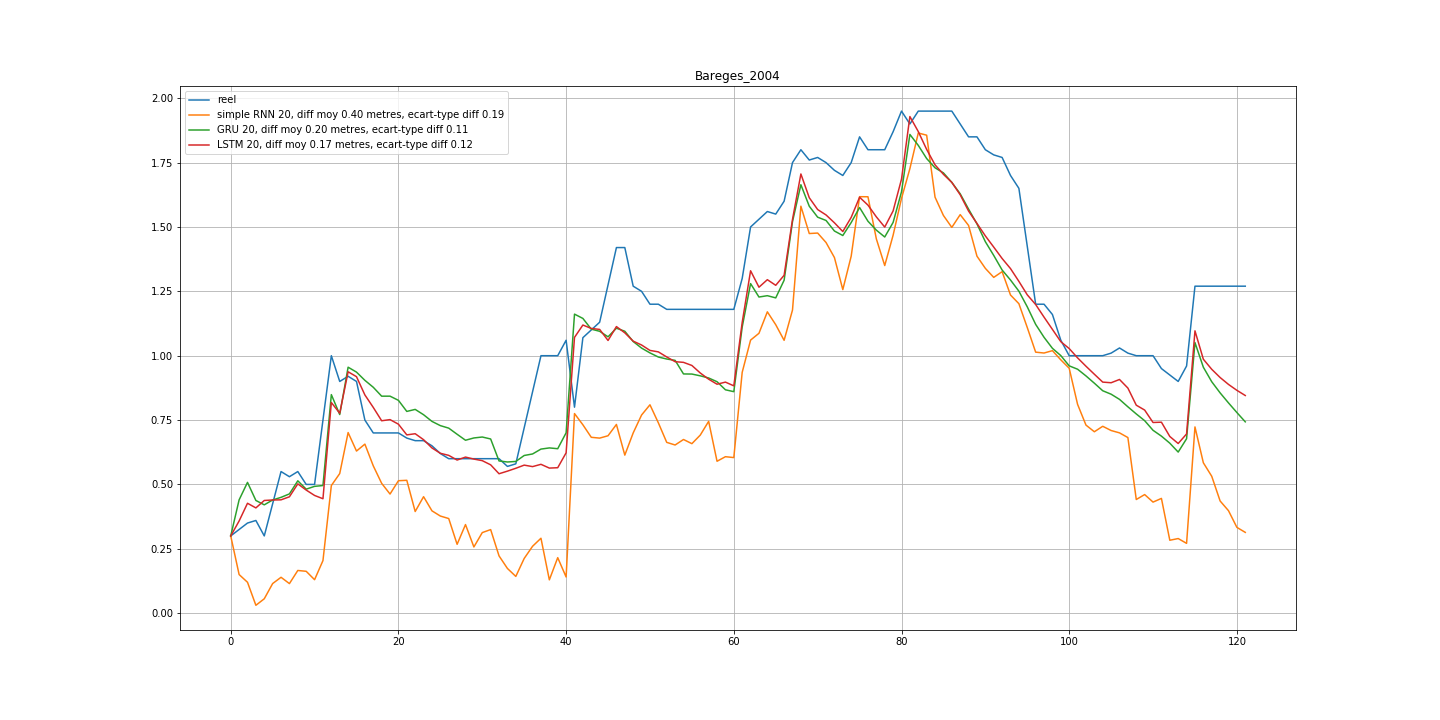 Bareges_2004
reel
simple RNN 20, diff moy 0.40 metres, ecart-type diff 0.19
GRU 20, diff moy 0.20 metres, ecart-type diff 0.11
LSTM 20, diff moy 0.17 metres, ecart-type diff 0.12
2.00
1.75
1.50
1.25
1.00
0.75
0.50
0.25
0.00
0 20 40 60 80 100 120